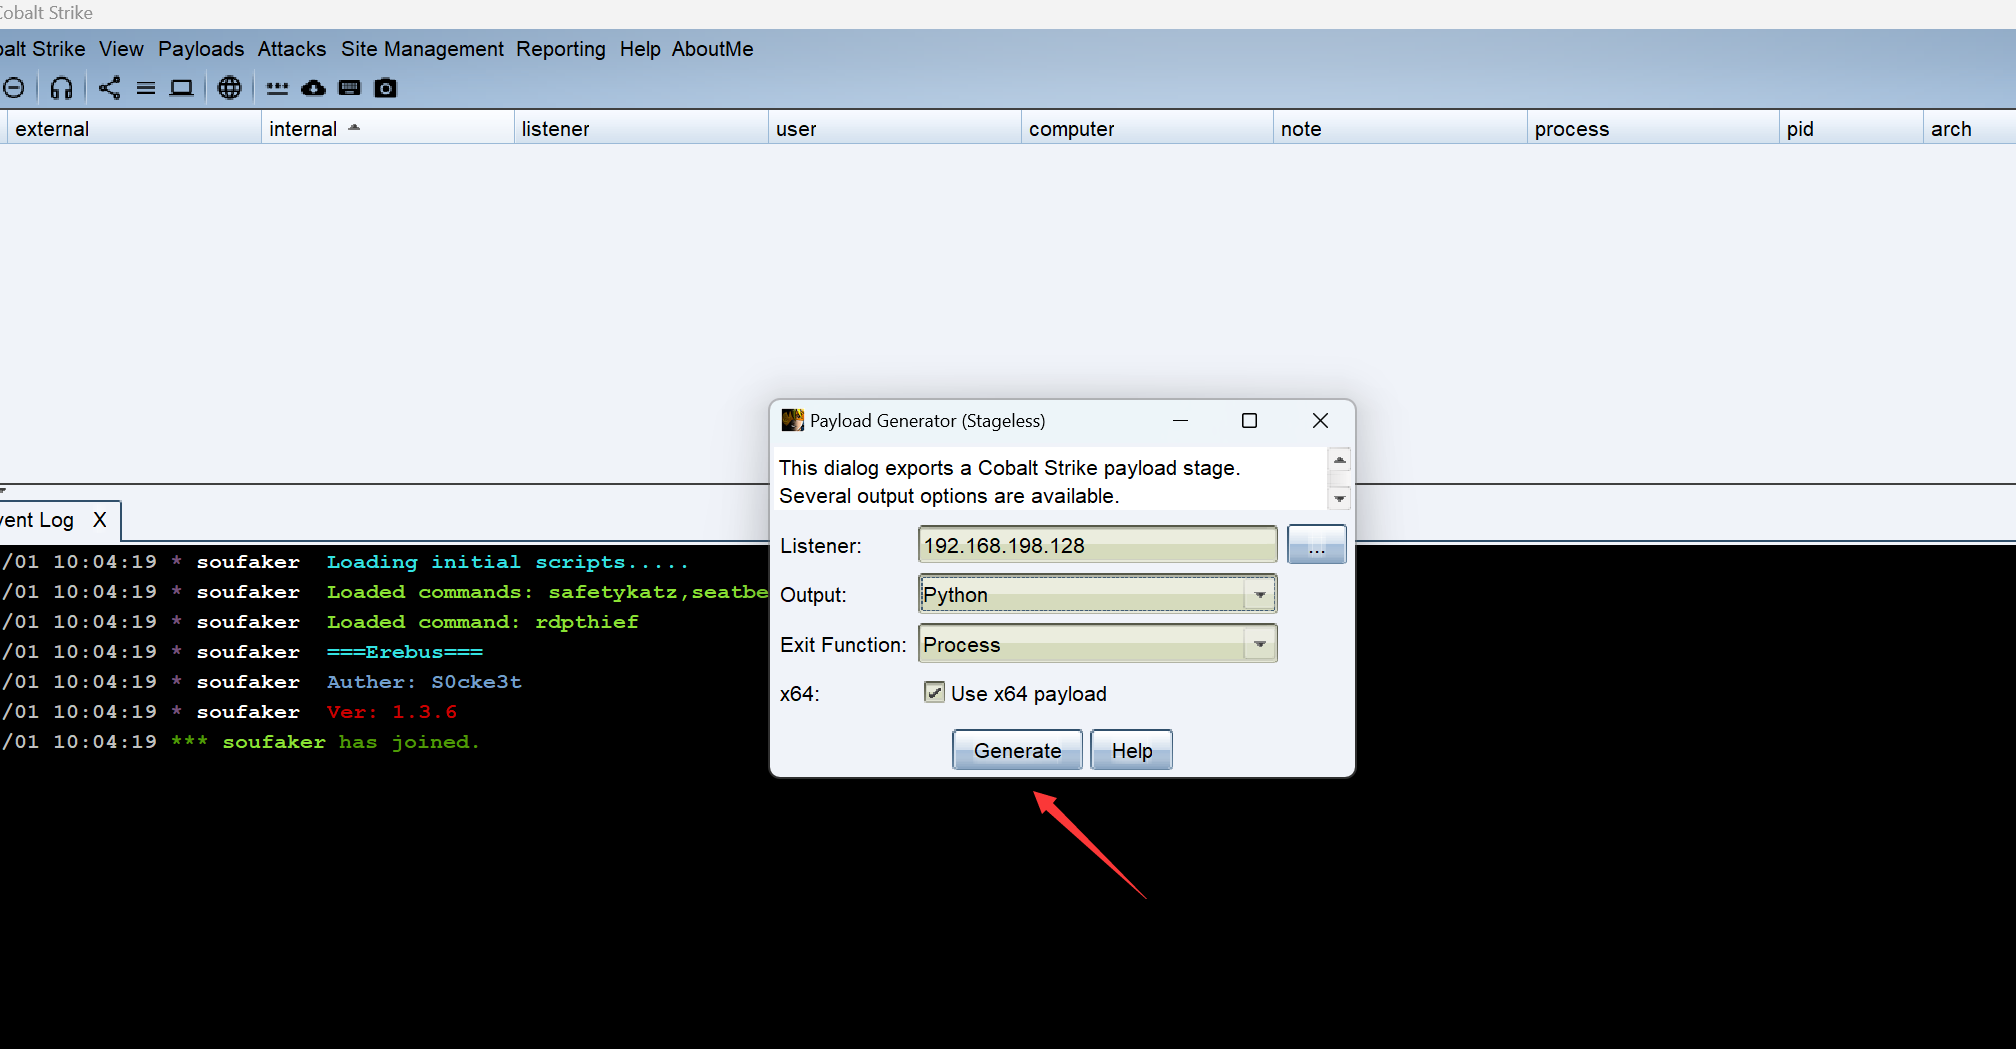 Cobalt Strike
balt Strike View Payloads Attacks Site Management Reporting Help AboutMe
external internal listener user computer note process pid arch
Payload Generator (Stageless)
This dialog exports a Cobalt Strike payload stage.
Several output options are available.
Listener: 192.168.198.128 ...
Output: Python
Exit Function: Process
x64: Use x64 payload
Generate Help
vent Log X
/01 10:04:19 * soufaker Loading initial scripts.....
/01 10:04:19 * soufaker Loaded commands: safetykatz,seatbe
/01 10:04:19 * soufaker Loaded command: rdpthief
/01 10:04:19 * soufaker ===Erebus===
/01 10:04:19 * soufaker Auther: S0cke3t
/01 10:04:19 * soufaker Ver: 1.3.6
/01 10:04:19 *** soufaker has joined.